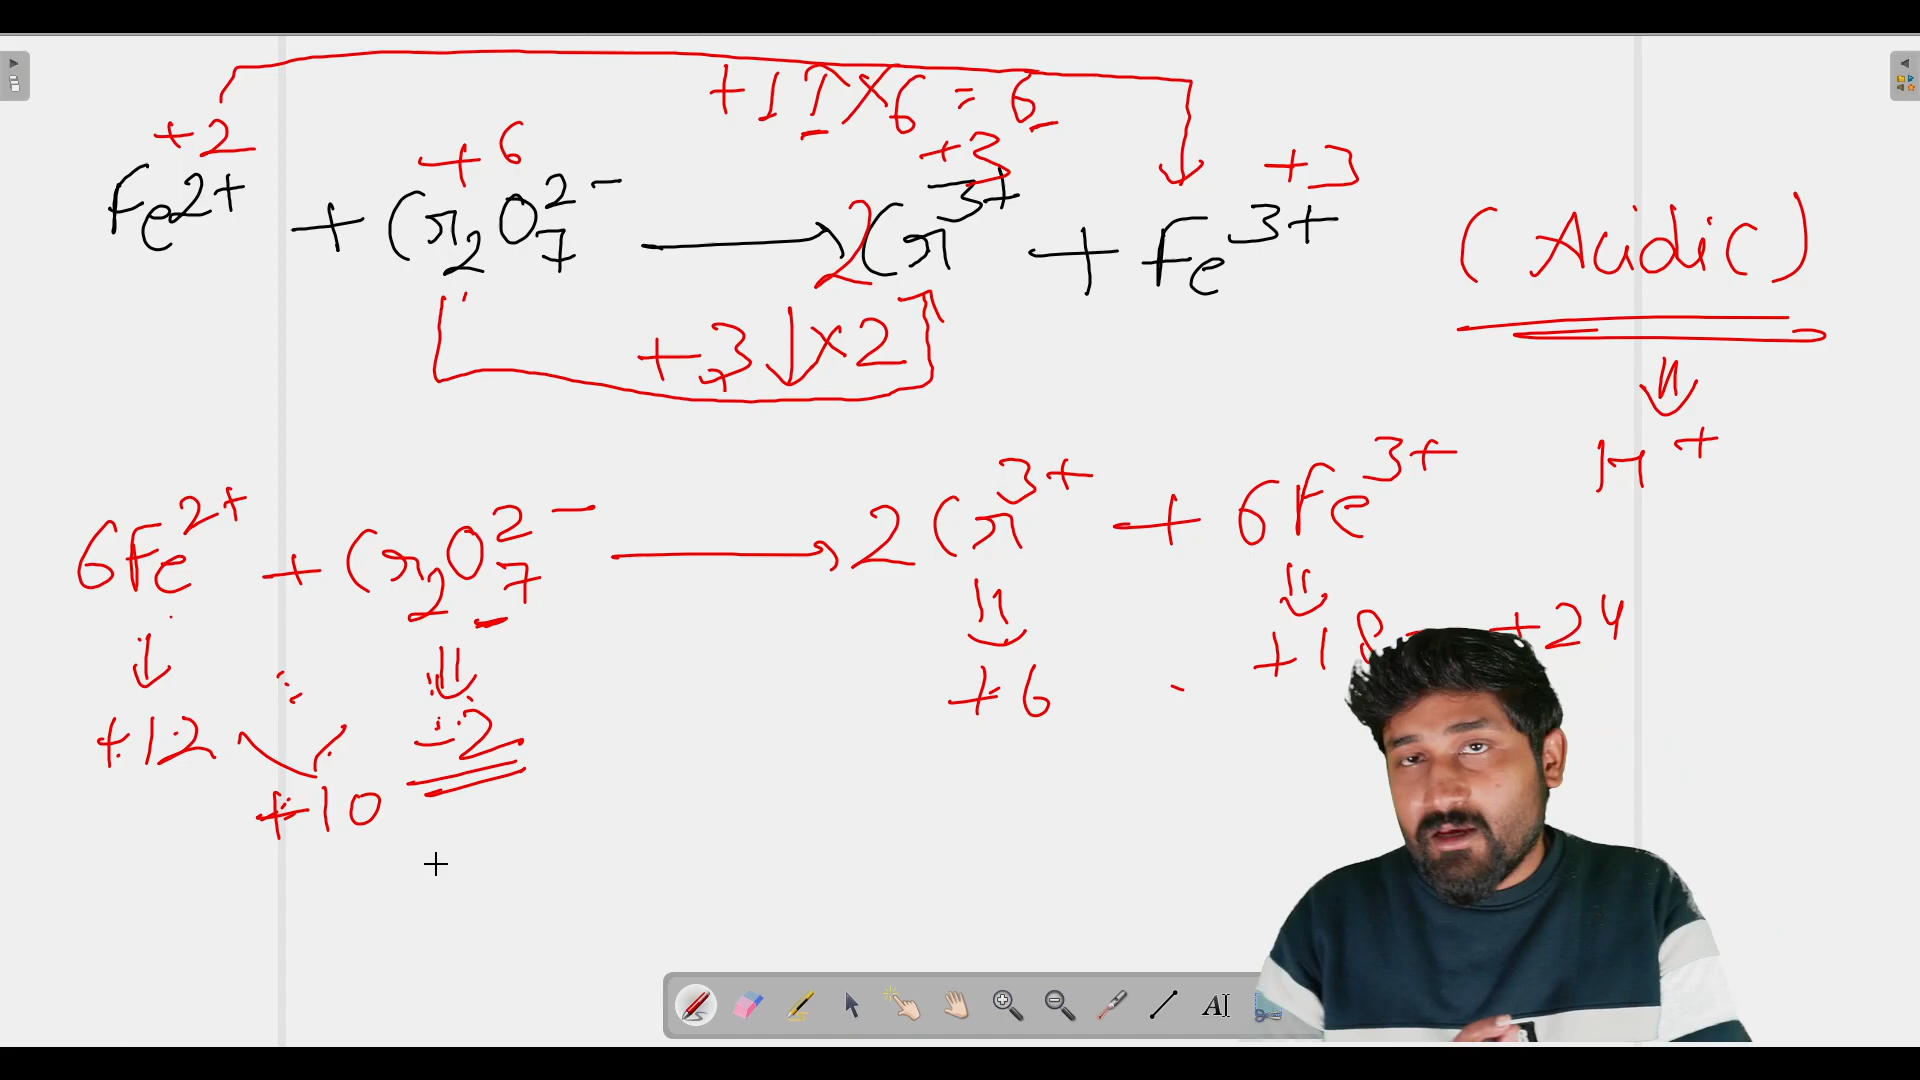 +1↑×6 = 6
+2 +6 +3 +3
Fe²⁺ + Cr₂O₇²⁻ → 2Cr³⁺ + Fe³⁺ (Acidic)
+3↓×2
H⁺
6Fe²⁺ + Cr₂O₇²⁻ → 2Cr³⁺ + 6Fe³⁺
+12 -2 +6 +18 +24
+10
AI